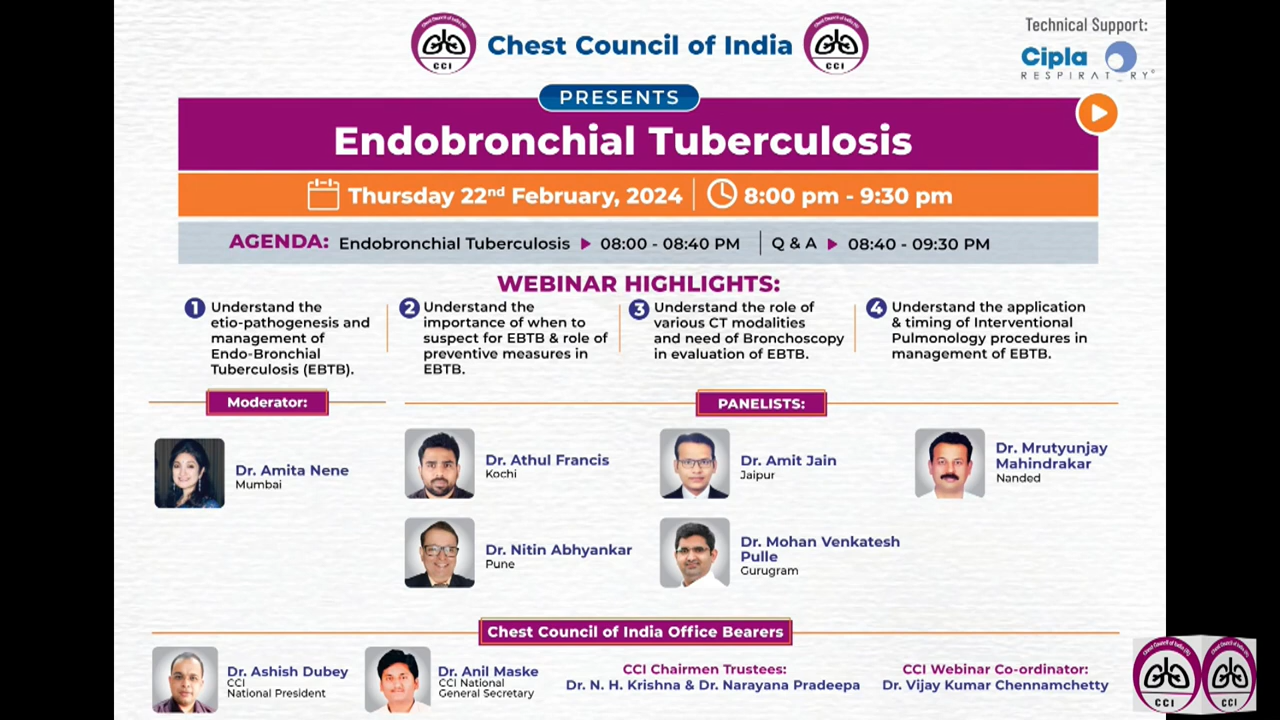 Chest Council of India
CCI
CCI
Technical Support:
Cipla
RESPIRAT_RY
PRESENTS
Endobronchial Tuberculosis
Thursday 22nd February, 2024
8:00 pm - 9:30 pm
AGENDA: Endobronchial Tuberculosis 08:00 - 08:40 PM
Q & A 08:40 - 09:30 PM
WEBINAR HIGHLIGHTS:
1 Understand the
etio-pathogenesis and
management of
Endo-Bronchial
Tuberculosis (EBTB).
2 Understand the
importance of when to
suspect for EBTB & role of
preventive measures in
EBTB.
3 Understand the role of
various CT modalities
and need of Bronchoscopy
in evaluation of EBTB.
4 Understand the application
& timing of Interventional
Pulmonology procedures in
management of EBTB.
Moderator:
Dr. Amita Nene
Mumbai
PANELISTS:
Dr. Athul Francis
Kochi
Dr. Amit Jain
Jaipur
Dr. Mrutyunjay
Mahindrakar
Nanded
Dr. Nitin Abhyankar
Pune
Dr. Mohan Venkatesh
Pulle
Gurugram
Chest Council of India Office Bearers
Dr. Ashish Dubey
CCI
National President
Dr. Anil Maske
CCI National
General Secretary
CCI Chairmen Trustees:
Dr. N. H. Krishna & Dr. Narayana Pradeepa
CCI Webinar Co-ordinator:
Dr. Vijay Kumar Chennamchetty
CCI
CCI